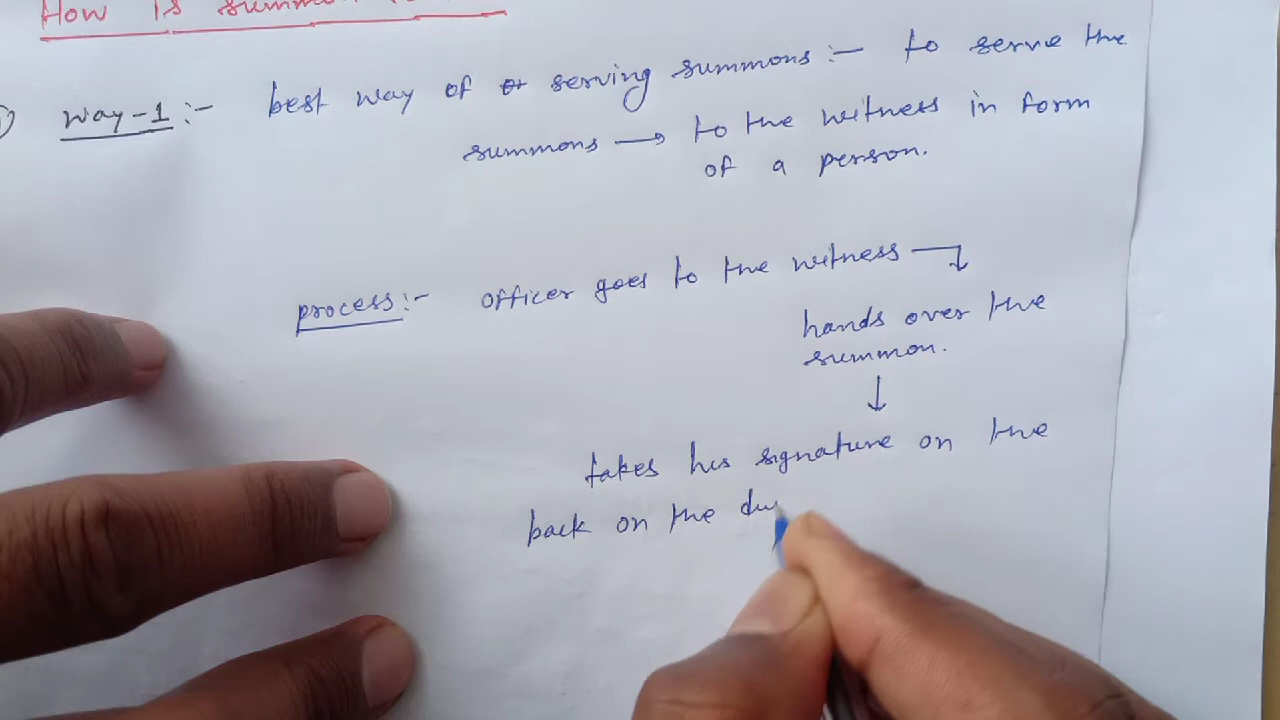 How is summon
Way-1:- best way of serving summons:- to serve the
summons → to the witness in form
of a person.
process:- officer goes to the witness
hands over the
summon.
↓
takes his signature on the
back on the du